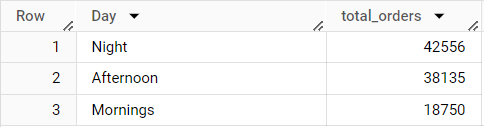 Row Day total_orders
1 Night 42556
2 Afternoon 38135
3 Mornings 18750